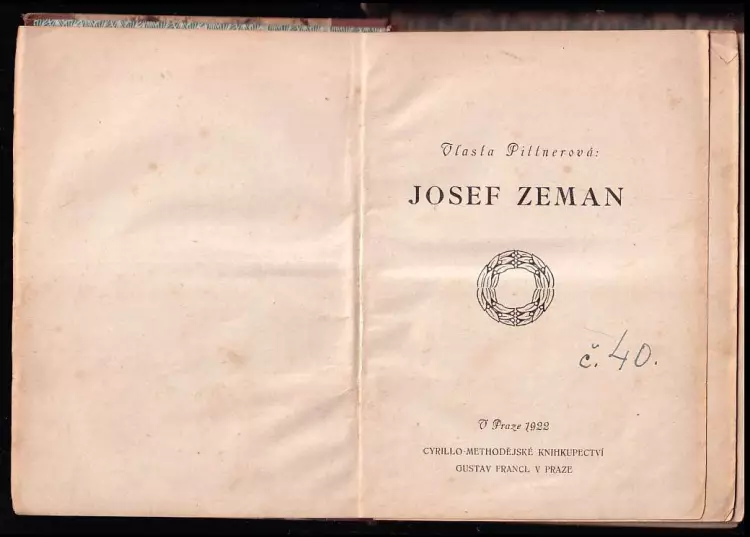 Vlasta Pittnerová:
JOSEF ZEMAN
č. 40.
V Praze 1922
CYRILLO-METHODĚJSKÉ KNIHKUPECTVÍ
GUSTAV FRANCL V PRAZE